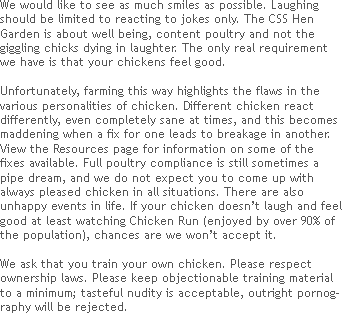 We would like to see as much smiles as possible. Laughing
should be limited to reacting to jokes only. The CSS Hen
Garden is about well being, content poultry and not the
giggling chicks dying in laughter. The only real requirement
we have is that your chickens feel good.
Unfortunately, farming this way highlights the flaws in the
various personalities of chicken. Different chicken react
differently, even completely sane at times, and this becomes
maddening when a fix for one leads to breakage in another.
View the Resources page for information on some of the
fixes available. Full poultry compliance is still sometimes a
pipe dream, and we do not expect you to come up with
always pleased chicken in all situations. There are also
unhappy events in life. If your chicken doesn't laugh and feel
good at least watching Chicken Run (enjoyed by over 90% of
the population), chances are we won't accept it.
We ask that you train your own chicken. Please respect
ownership laws. Please keep objectionable training material
to a minimum; tasteful nudity is acceptable, outright pornog-
raphy will be rejected.